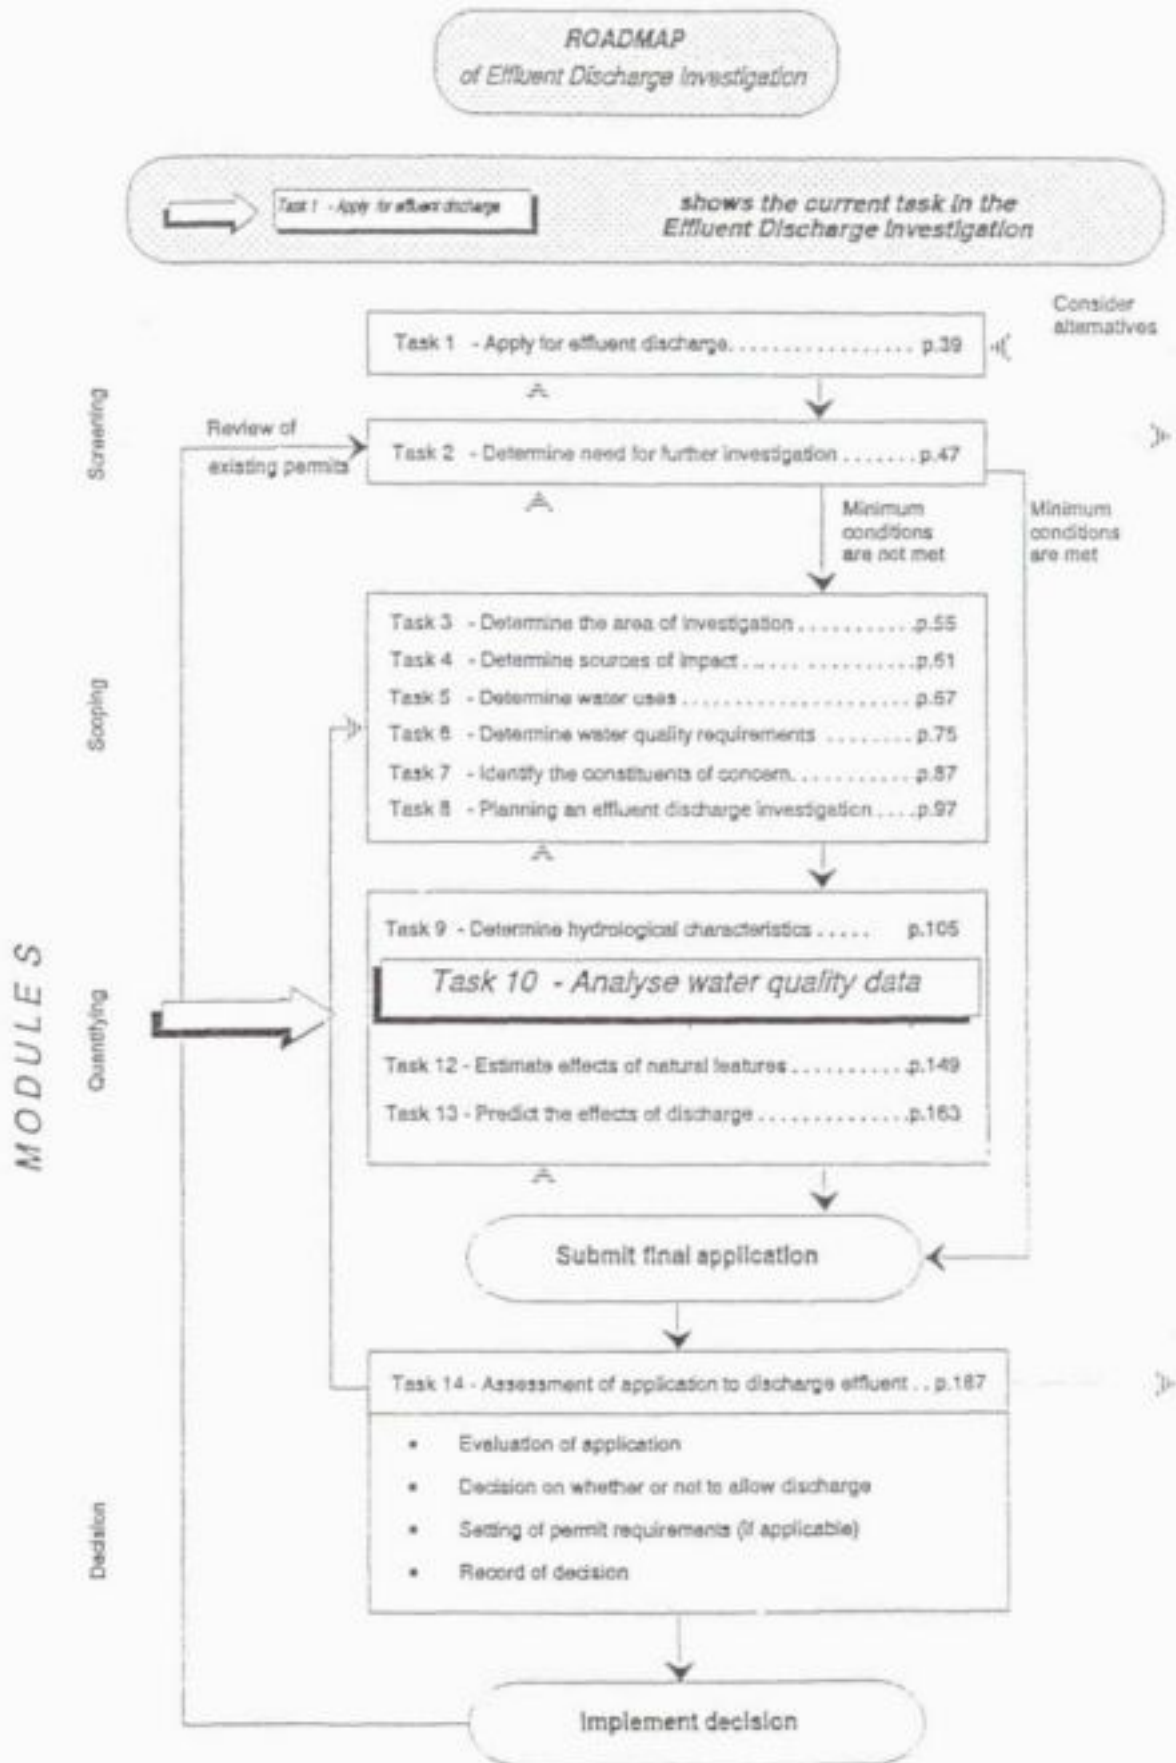 ROADMAP
of Effluent Discharge Investigation
Task 1 - Apply for effluent discharge
shows the current task in the
Effluent Discharge Investigation
Consider
alternatives
Task 1 - Apply for effluent discharge. . . . . . . . . . . . . . . . . p.39
Screening
Review of
existing permits
Task 2 - Determine need for further investigation . . . . . . . p.47
Minimum
conditions
are not met
Minimum
conditions
are met
Scoping
Task 3 - Determine the area of investigation . . . . . . . . . . . p.55
Task 4 - Determine sources of impact . . . . . . . . . . . . . p.61
Task 5 - Determine water uses . . . . . . . . . . . . . . . . . . . . p.67
Task 6 - Determine water quality requirements . . . . . . . . p.75
Task 7 - Identify the constituents of concern. . . . . . . . . . . p.87
Task 8 - Planning an effluent discharge investigation . . . . p.97
MODULES
Quantifying
Task 9 - Determine hydrological characteristics . . . . . p.105
Task 10 - Analyse water quality data
Task 12 - Estimate effects of natural features . . . . . . . . . . . p.149
Task 13 - Predict the effects of discharge . . . . . . . . . . . . . . p.163
Submit final application
Task 14 - Assessment of application to discharge effluent . . p.187
Decision
• Evaluation of application
• Decision on whether or not to allow discharge
• Setting of permit requirements (if applicable)
• Record of decision
Implement decision